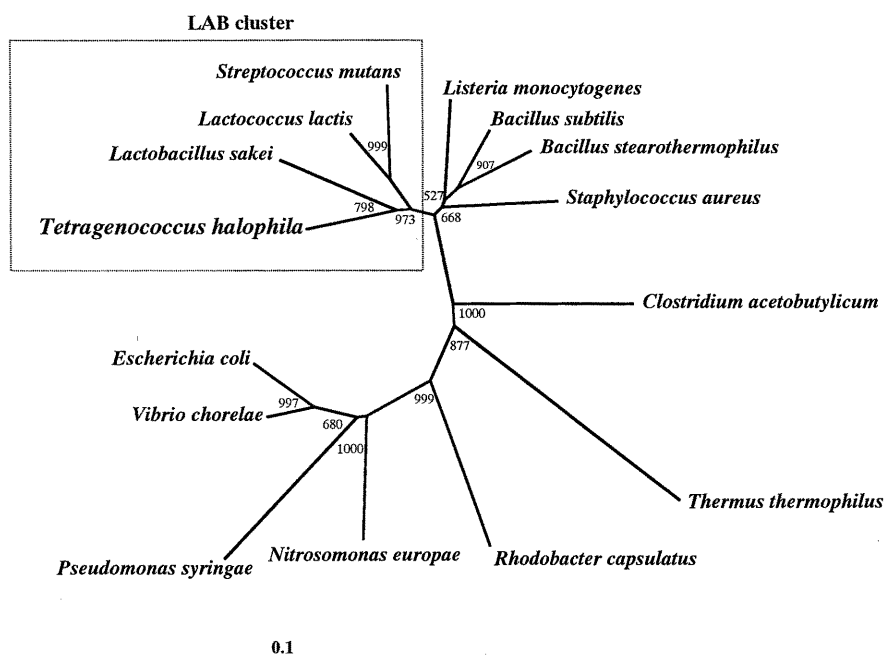 LAB cluster
Streptococcus mutans
Listeria monocytogenes
Lactococcus lactis
Bacillus subtilis
999
Bacillus stearothermophilus
907
Lactobacillus sakei
527
Staphylococcus aureus
798
973
668
Tetragenococcus halophila
Clostridium acetobutylicum
1000
877
Escherichia coli
997
999
Vibrio chorelae
680
1000
Thermus thermophilus
Nitrosomonas europae
Rhodobacter capsulatus
Pseudomonas syringae
0.1